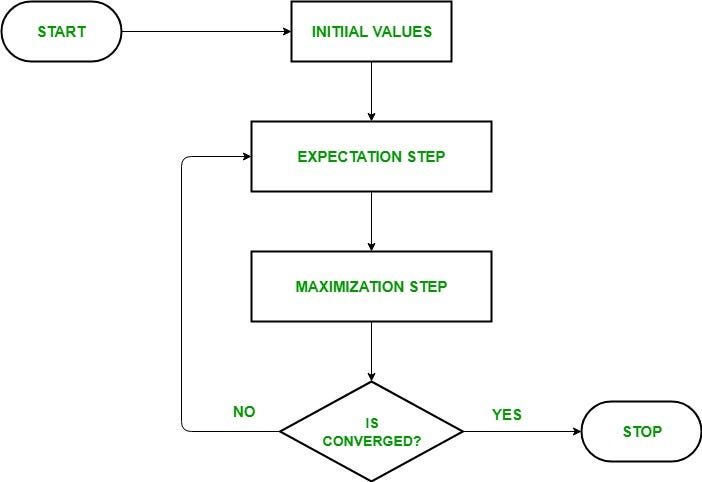 START
INITIIAL VALUES
EXPECTATION STEP
MAXIMIZATION STEP
IS
CONVERGED?
NO
YES
STOP